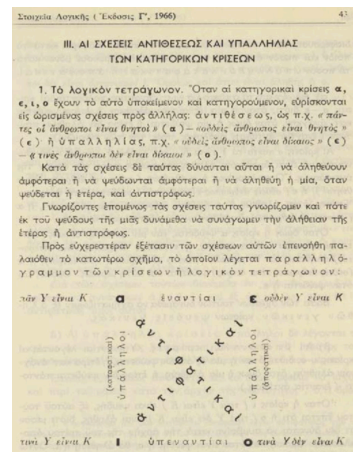 Στοιχεῖα Λογικῆς ( Ἔκδοσις Γ', 1966) 43
III. ΑΙ ΣΧΕΣΕΙΣ ΑΝΤΙΘΕΣΕΩΣ ΚΑΙ ΥΠΑΛΛΗΛΙΑΣ
ΤΩΝ ΚΑΤΗΓΟΡΙΚΩΝ ΚΡΙΣΕΩΝ
1. Τὸ λογικὸν τετράγωνον. Ὅταν αἱ κατηγορικαὶ κρίσεις α,
ε, ι, ο ἔχουν τὸ αὐτὸ ὑποκείμενον καὶ κατηγορούμενον, εὑρίσκονται
εἰς ὡρισμένας σχέσεις πρὸς ἀλλήλας: ἀντιθέσεως, ὡς π.χ. «πάν-
τες οἱ ἄνθρωποι εἶναι θνητοὶ» ( α ) —«οὐδεὶς ἄνθρωπος εἶναι θνητὸς»
( ε ) ἢ ὑπαλληλίας, π.χ. «οὐδεὶς ἄνθρωπος εἶναι δίκαιος» ( ε )
—«τινὲς ἄνθρωποι δὲν εἶναι δίκαιοι» ( ο ).
Κατὰ τὰς σχέσεις δὲ ταύτας δύνανται αὗται ἢ νὰ ἀληθεύουν
ἀμφότεραι ἢ νὰ ψεύδωνται ἀμφότεραι ἢ νὰ ἀληθεύῃ ἡ μία, ὅταν
ψεύδεται ἡ ἑτέρα, καὶ ἀντιστρόφως.
Γνωρίζοντες ἑπομένως τὰς σχέσεις ταύτας γνωρίζομεν καὶ πότε
ἐκ τοῦ ψεύδους τῆς μιᾶς δυνάμεθα νὰ συνάγωμεν τὴν ἀλήθειαν τῆς
ἑτέρας ἢ ἀντιστρόφως.
Πρὸς εὐχερεστέραν ἐξέτασιν τῶν σχέσεων αὐτῶν ἐπενοήθη πα-
λαιόθεν τὸ κατωτέρω σχῆμα, τὸ ὁποῖον λέγεται παραλληλό-
γραμμον τῶν κρίσεων ἢ λογικὸν τετράγωνον:
πᾶν Υ εἶναι Κ α ἐναντίαι ε οὐδὲν Υ εἶναι Κ
(καταφατικαὶ)
ὑπάλληλοι
ἀντιφατικαὶ
ἀντιφατικαὶ
ὑπάλληλοι
(ἀποφατικαὶ)
τινὰ Υ εἶναι Κ ι ὑπεναντίαι ο τινὰ Υ δὲν εἶναι Κ